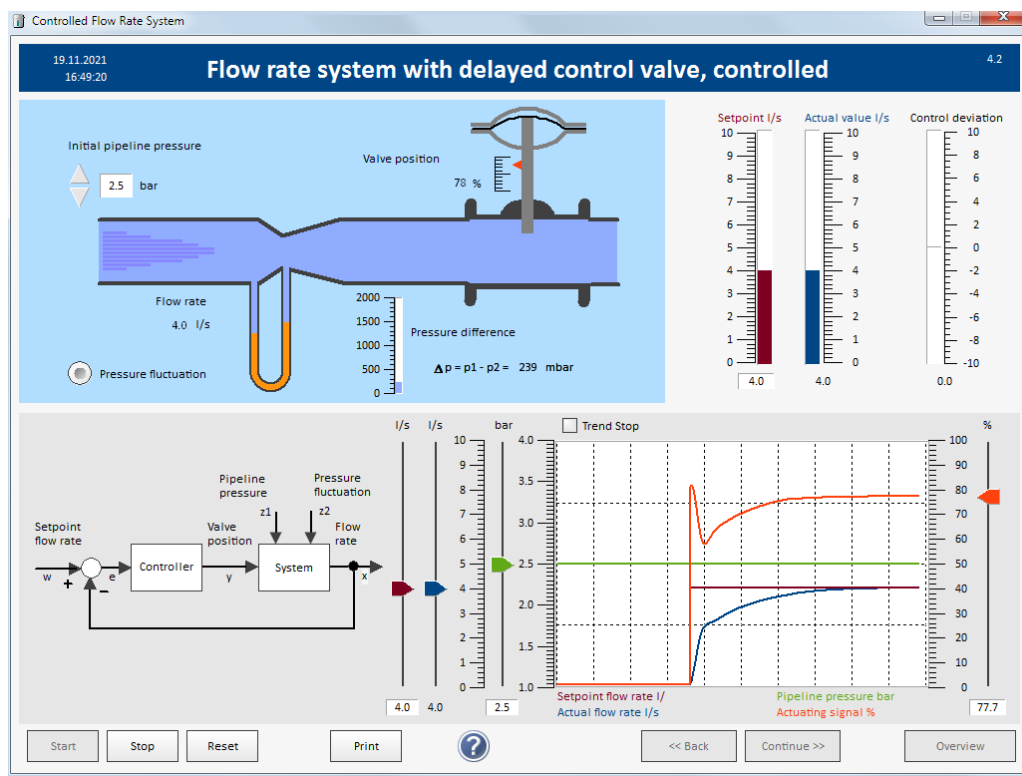 Controlled Flow Rate System
19.11.2021
16:49:20
Flow rate system with delayed control valve, controlled
4.2
Initial pipeline pressure
2.5 bar
Valve position
78 %
Flow rate
4.0 l/s
Pressure fluctuation
2000
1500
1000
500
0
Pressure difference
Δ p = p1 - p2 = 239 mbar
Setpoint l/s
10
9
8
7
6
5
4
3
2
1
0
4.0
Actual value l/s
10
9
8
7
6
5
4
3
2
1
0
4.0
Control deviation
10
8
6
4
2
0
-2
-4
-6
-8
-10
0.0
Setpoint
flow rate
w
+
−
e
Controller
Valve
position
y
Pipeline
pressure
z1
Pressure
fluctuation
z2
System
Flow
rate
x
l/s
4.0
l/s
4.0
10
9
8
7
6
5
4
3
2
1
0
bar
2.5
4.0
3.5
3.0
2.5
2.0
1.5
1.0
Trend Stop
100
90
80
70
60
50
40
30
20
10
0
%
77.7
Setpoint flow rate l/
Pipeline pressure bar
Actual flow rate l/s
Actuating signal %
Start
Stop
Reset
Print
?
<< Back
Continue >>
Overview